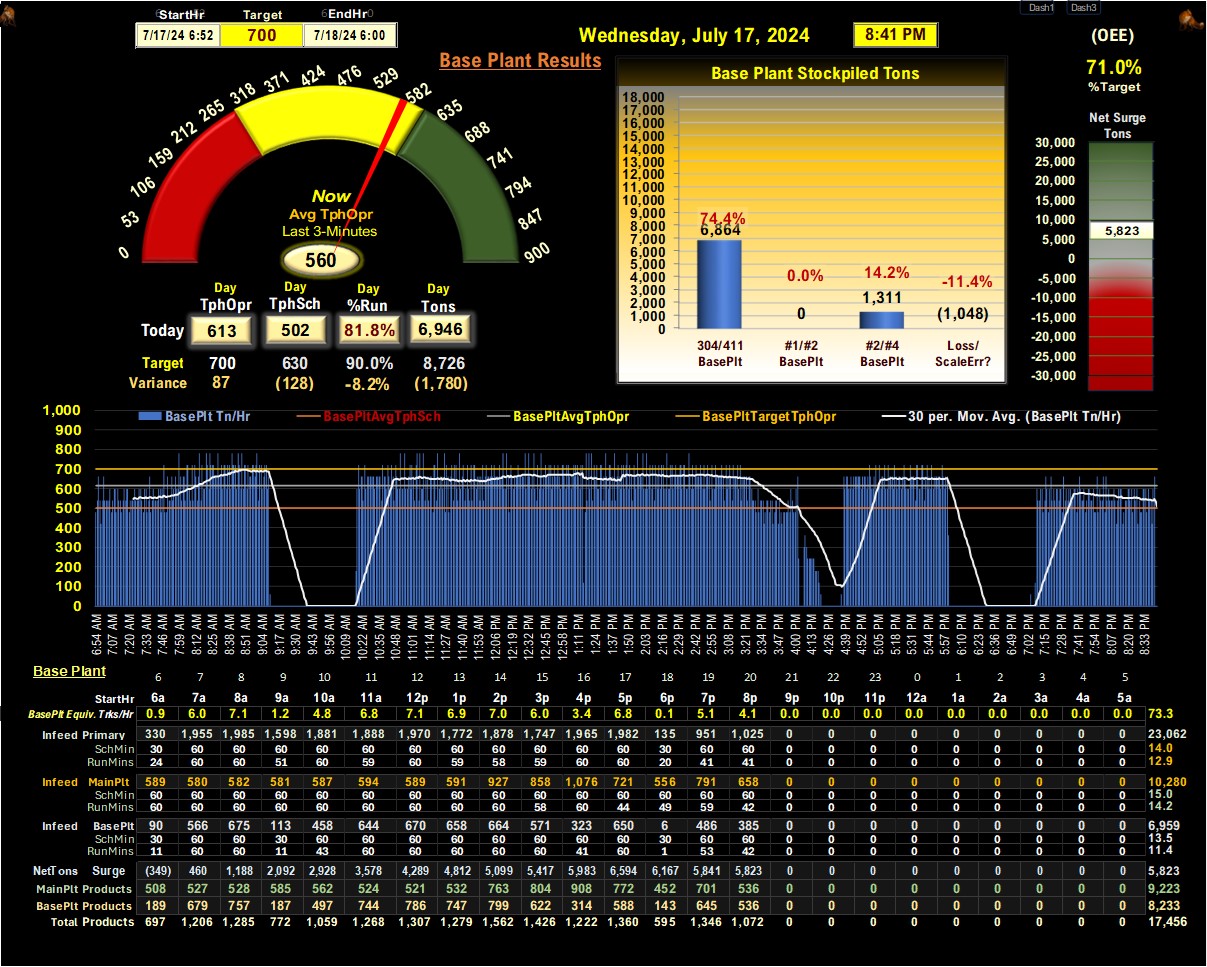 Dash1 Dash3
StartHr Target EndHr
7/17/24 6:52 700 7/18/24 6:00
Wednesday, July 17, 2024 8:41 PM
(OEE)
71.0%
%Target
Base Plant Results
0 53 106 159 212 265 318 371 424 476 529 582 635 688 741 794 847 900
Now
Avg TphOpr
Last 3-Minutes
560
Day Day Day Day
TphOpr TphSch %Run Tons
Today 613 502 81.8% 6,946
Target 700 630 90.0% 8,726
Variance 87 (128) -8.2% (1,780)
Base Plant Stockpiled Tons
18,000
17,000
16,000
15,000
14,000
13,000
12,000
11,000
10,000
9,000
8,000
7,000
6,000
5,000
4,000
3,000
2,000
1,000
0
74.4% 0.0% 14.2% -11.4%
6,864 0 1,311 (1,048)
304/411 #1/#2 #2/#4 Loss/
BasePlt BasePlt BasePlt ScaleErr?
Net Surge
Tons
30,000
25,000
20,000
15,000
10,000
5,000
0
-5,000
-10,000
-15,000
-20,000
-25,000
-30,000
5,823
BasePlt Tn/Hr BasePltAvgTphSch BasePltAvgTphOpr BasePltTargetTphOpr 30 per. Mov. Avg. (BasePlt Tn/Hr)
1,000
900
800
700
600
500
400
300
200
100
0
6:54 AM 7:07 AM 7:20 AM 7:33 AM 7:46 AM 7:59 AM 8:12 AM 8:25 AM 8:38 AM 8:51 AM 9:04 AM 9:17 AM 9:30 AM 9:43 AM 9:56 AM 10:09 AM 10:22 AM 10:35 AM 10:48 AM 11:01 AM 11:14 AM 11:27 AM 11:40 AM 11:53 AM 12:06 PM 12:19 PM 12:32 PM 12:45 PM 12:58 PM 1:11 PM 1:24 PM 1:37 PM 1:50 PM 2:03 PM 2:16 PM 2:29 PM 2:42 PM 2:55 PM 3:08 PM 3:21 PM 3:34 PM 3:47 PM 4:00 PM 4:13 PM 4:26 PM 4:39 PM 4:52 PM 5:05 PM 5:18 PM 5:31 PM 5:44 PM 5:57 PM 6:10 PM 6:23 PM 6:36 PM 6:49 PM 7:02 PM 7:15 PM 7:28 PM 7:41 PM 7:54 PM 8:07 PM 8:20 PM 8:33 PM
Base Plant 6 7 8 9 10 11 12 13 14 15 16 17 18 19 20 21 22 23 0 1 2 3 4 5
StartHr 6a 7a 8a 9a 10a 11a 12p 1p 2p 3p 4p 5p 6p 7p 8p 9p 10p 11p 12a 1a 2a 3a 4a 5a
BasePlt Equiv. Trks/Hr 0.9 6.0 7.1 1.2 4.8 6.8 7.1 6.9 7.0 6.0 3.4 6.8 0.1 5.1 4.1 0.0 0.0 0.0 0.0 0.0 0.0 0.0 0.0 0.0 73.3
Infeed Primary 330 1,955 1,985 1,598 1,881 1,888 1,970 1,772 1,878 1,747 1,965 1,982 135 951 1,025 0 0 0 0 0 0 0 0 0 23,062
SchMin 30 60 60 60 60 60 60 60 60 60 60 60 30 60 60 0 0 0 0 0 0 0 0 0 14.0
RunMins 24 60 60 51 60 59 60 59 58 59 60 60 20 41 41 0 0 0 0 0 0 0 0 0 12.9
Infeed MainPlt 589 580 582 581 587 594 589 591 927 858 1,076 721 556 791 658 0 0 0 0 0 0 0 0 0 10,280
SchMin 60 60 60 60 60 60 60 60 60 60 60 60 60 60 60 0 0 0 0 0 0 0 0 0 15.0
RunMins 60 60 60 60 60 60 60 60 60 58 60 44 49 59 42 0 0 0 0 0 0 0 0 0 14.2
Infeed BasePlt 90 566 675 113 458 644 670 658 664 571 323 650 6 486 385 0 0 0 0 0 0 0 0 0 6,959
SchMin 30 60 60 30 60 60 60 60 60 60 60 60 30 60 60 0 0 0 0 0 0 0 0 0 13.5
RunMins 11 60 60 11 43 60 60 60 60 60 41 60 1 53 42 0 0 0 0 0 0 0 0 0 11.4
NetTons Surge (349) 460 1,188 2,092 2,928 3,578 4,289 4,812 5,099 5,417 5,983 6,594 6,167 5,841 5,823 0 0 0 0 0 0 0 0 0 5,823
MainPlt Products 508 527 528 585 562 524 521 532 763 804 908 772 452 701 536 0 0 0 0 0 0 0 0 0 9,223
BasePlt Products 189 679 757 187 497 744 786 747 799 622 314 588 143 645 536 0 0 0 0 0 0 0 0 0 8,233
Total Products 697 1,206 1,285 772 1,059 1,268 1,307 1,279 1,562 1,426 1,222 1,360 595 1,346 1,072 0 0 0 0 0 0 0 0 0 17,456